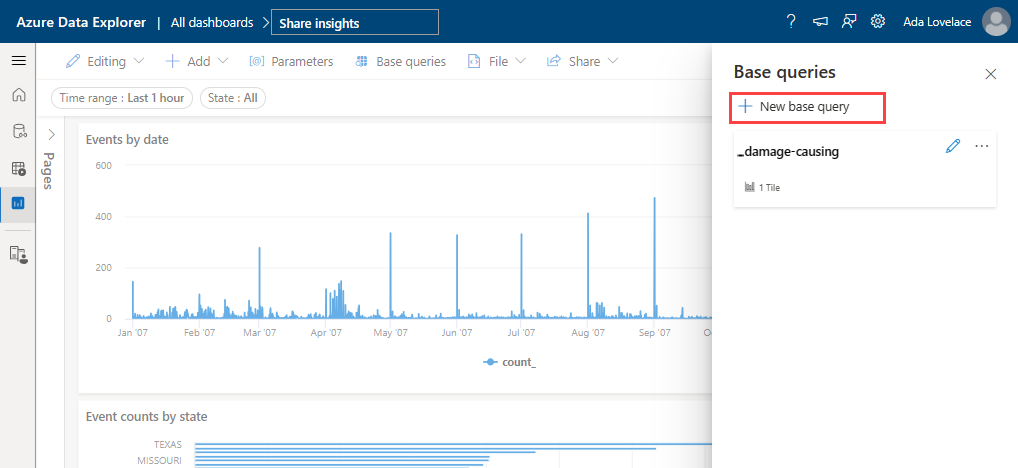 Azure Data Explorer | All dashboards > Share insights
? Ada Lovelace
Editing Add [@] Parameters Base queries File Share
Time range : Last 1 hour State : All
Pages
Events by date
600
400
200
0
Jan '07 Feb '07 Mar '07 Apr '07 May '07 Jun '07 Jul '07 Aug '07 Sep '07
count_
Event counts by state
TEXAS
MISSOURI
Base queries
New base query
_damage-causing
1 Tile